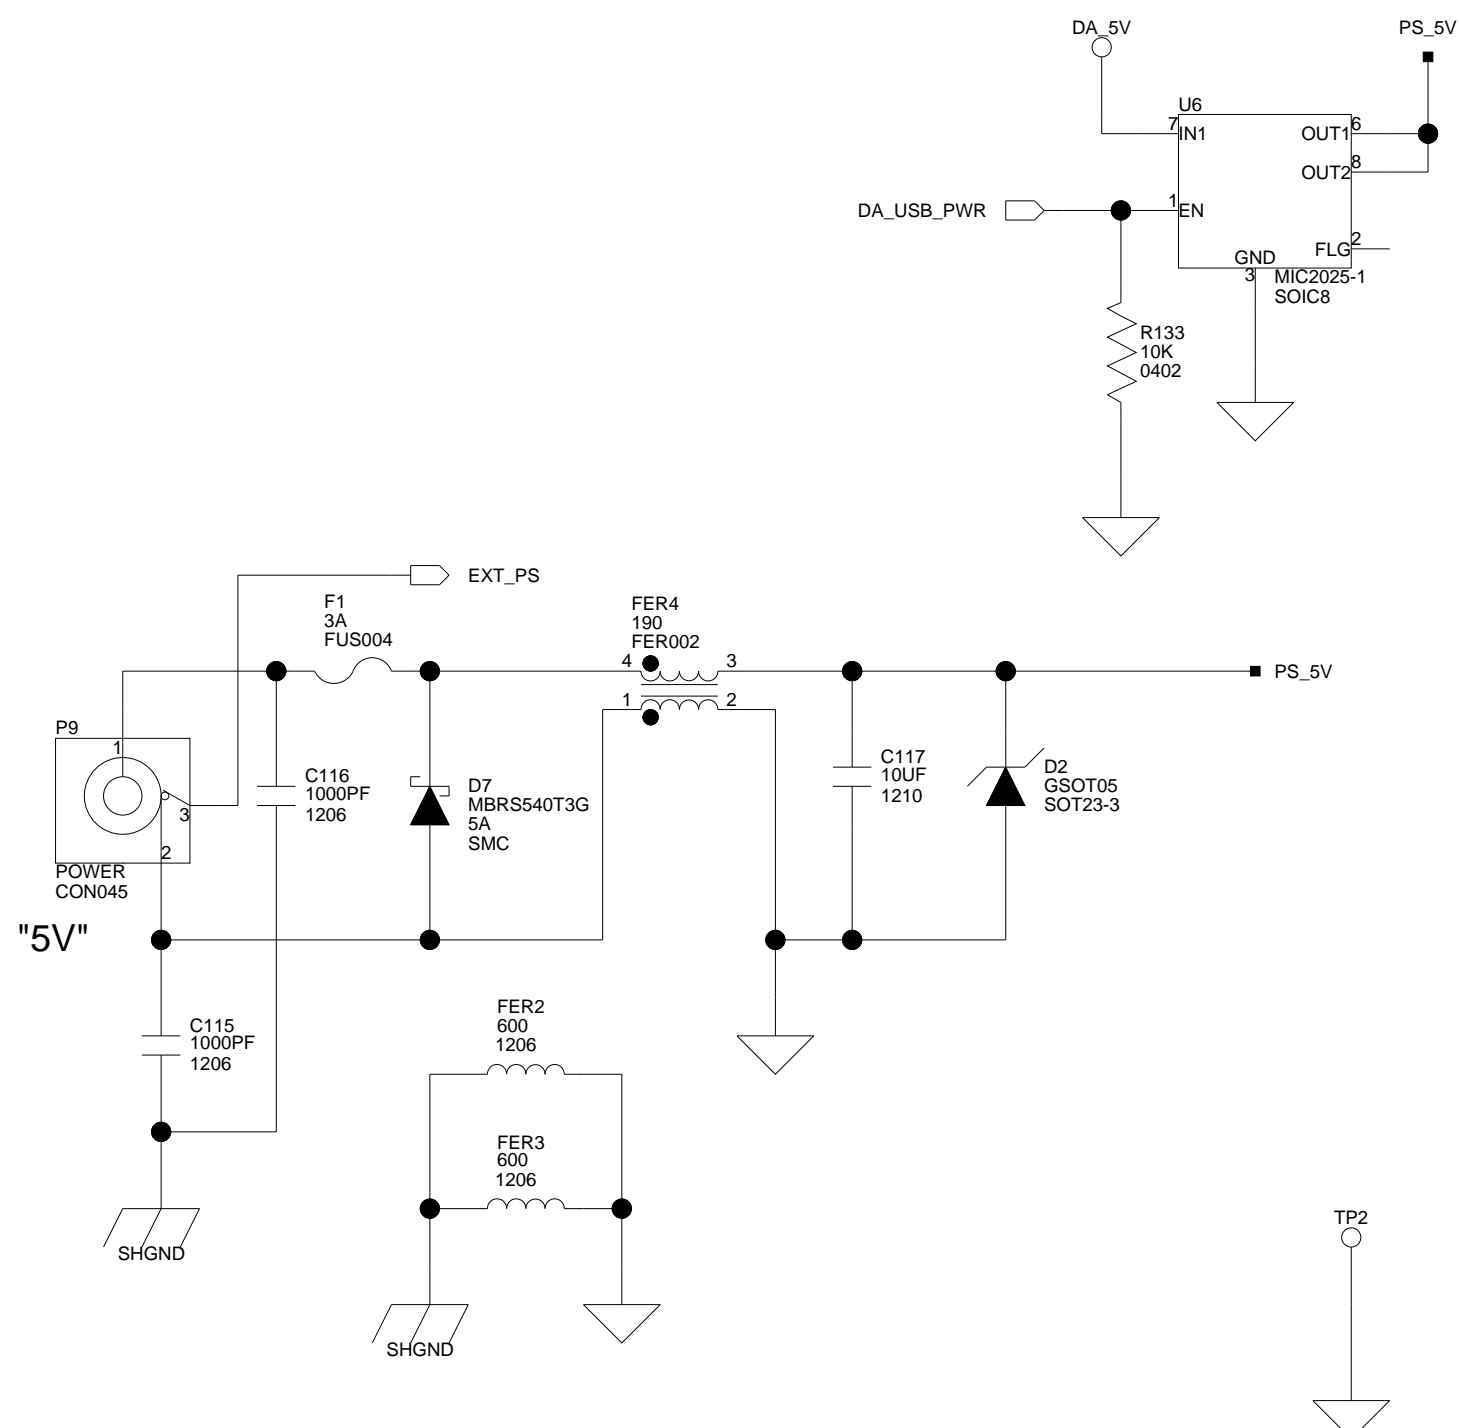 DA_5V
PS_5V
U6
7
IN1
OUT1
6
OUT2
8
DA_USB_PWR
1
EN
FLG
2
GND
3
MIC2025-1
SOIC8
R133
10K
0402
EXT_PS
F1
3A
FUS004
FER4
190
FER002
4
3
1
2
PS_5V
P9
1
3
2
POWER
CON045
"5V"
C116
1000PF
1206
D7
MBRS540T3G
5A
SMC
C117
10UF
1210
D2
GSOT05
SOT23-3
C115
1000PF
1206
FER2
600
1206
FER3
600
1206
SHGND
SHGND
TP2